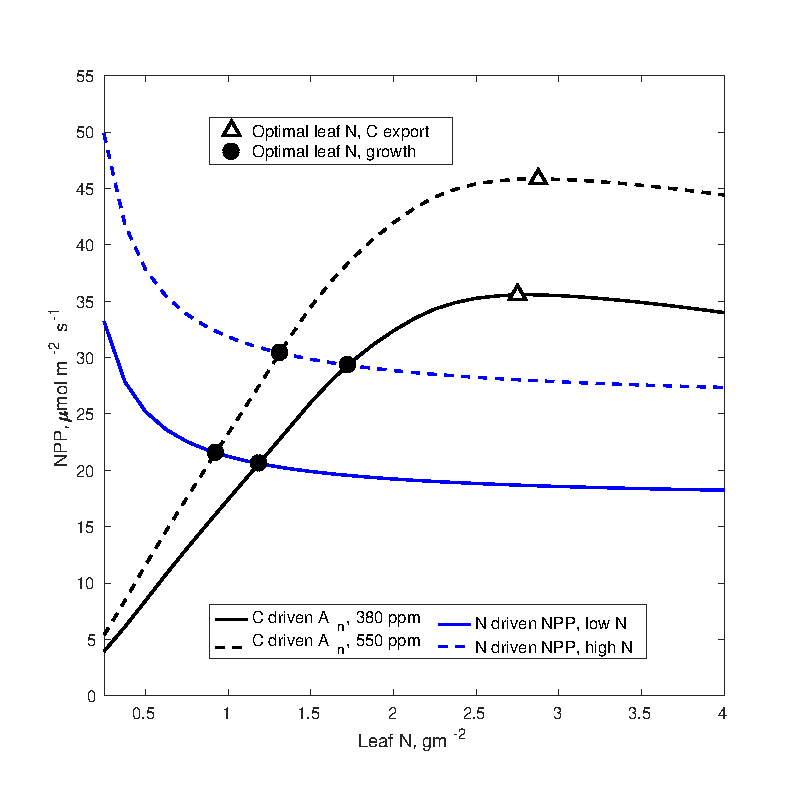 55
50
45
40
35
30
25
20
15
10
5
0
NPP, μmol m⁻² s⁻¹
Optimal leaf N, C export
Optimal leaf N, growth
C driven A n, 380 ppm
C driven A n, 550 ppm
N driven NPP, low N
N driven NPP, high N
0.5 1 1.5 2 2.5 3 3.5 4
Leaf N, gm⁻²